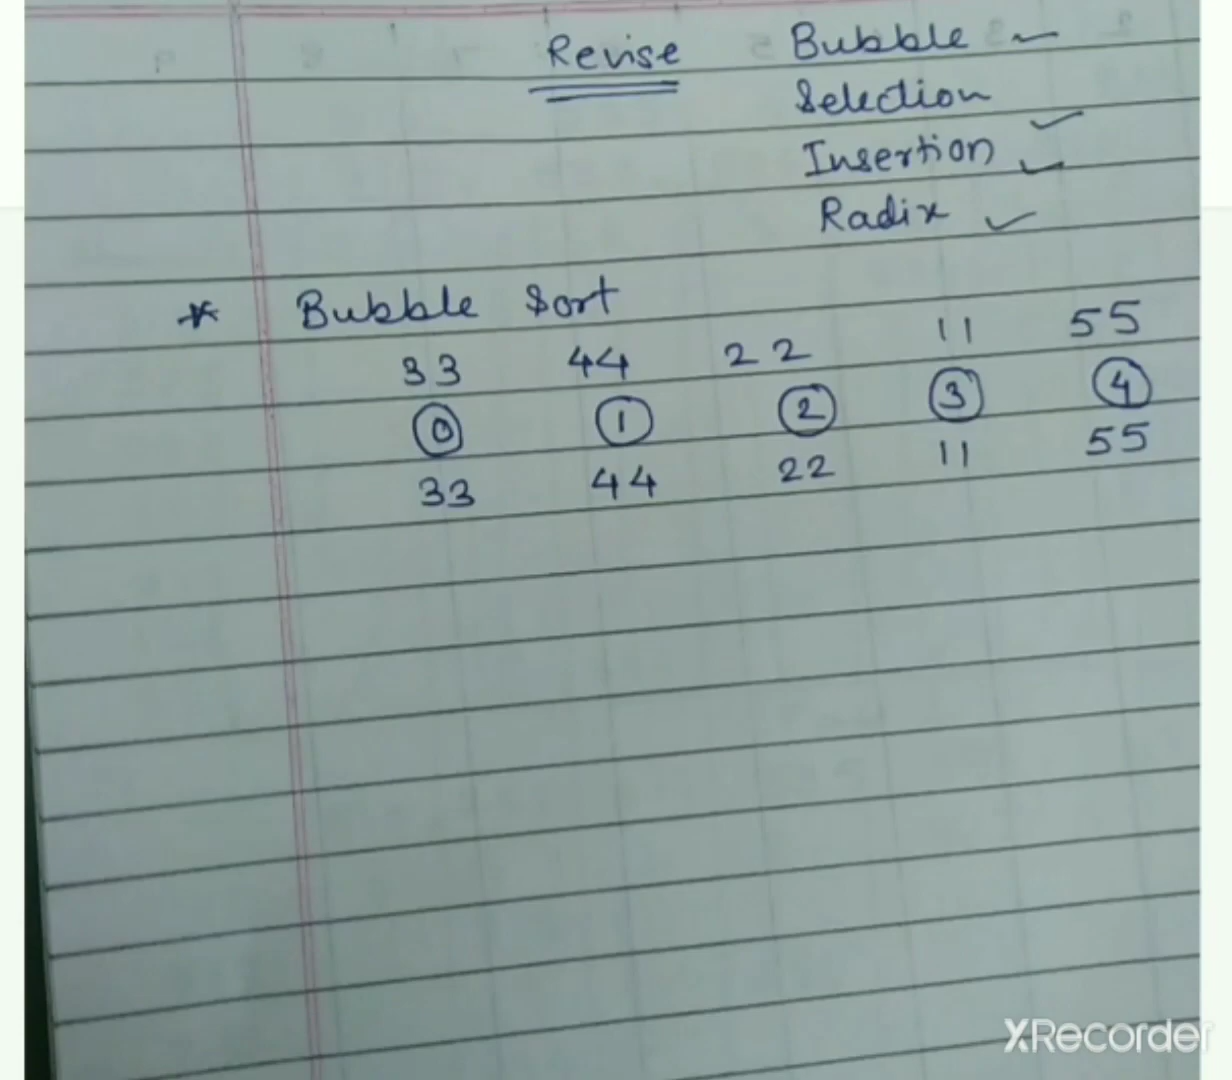 Revise Bubble
Selection
Insertion
Radix
* Bubble Sort
33 44 22 11 55
0 1 2 3 4
33 44 22 11 55
XRecorder